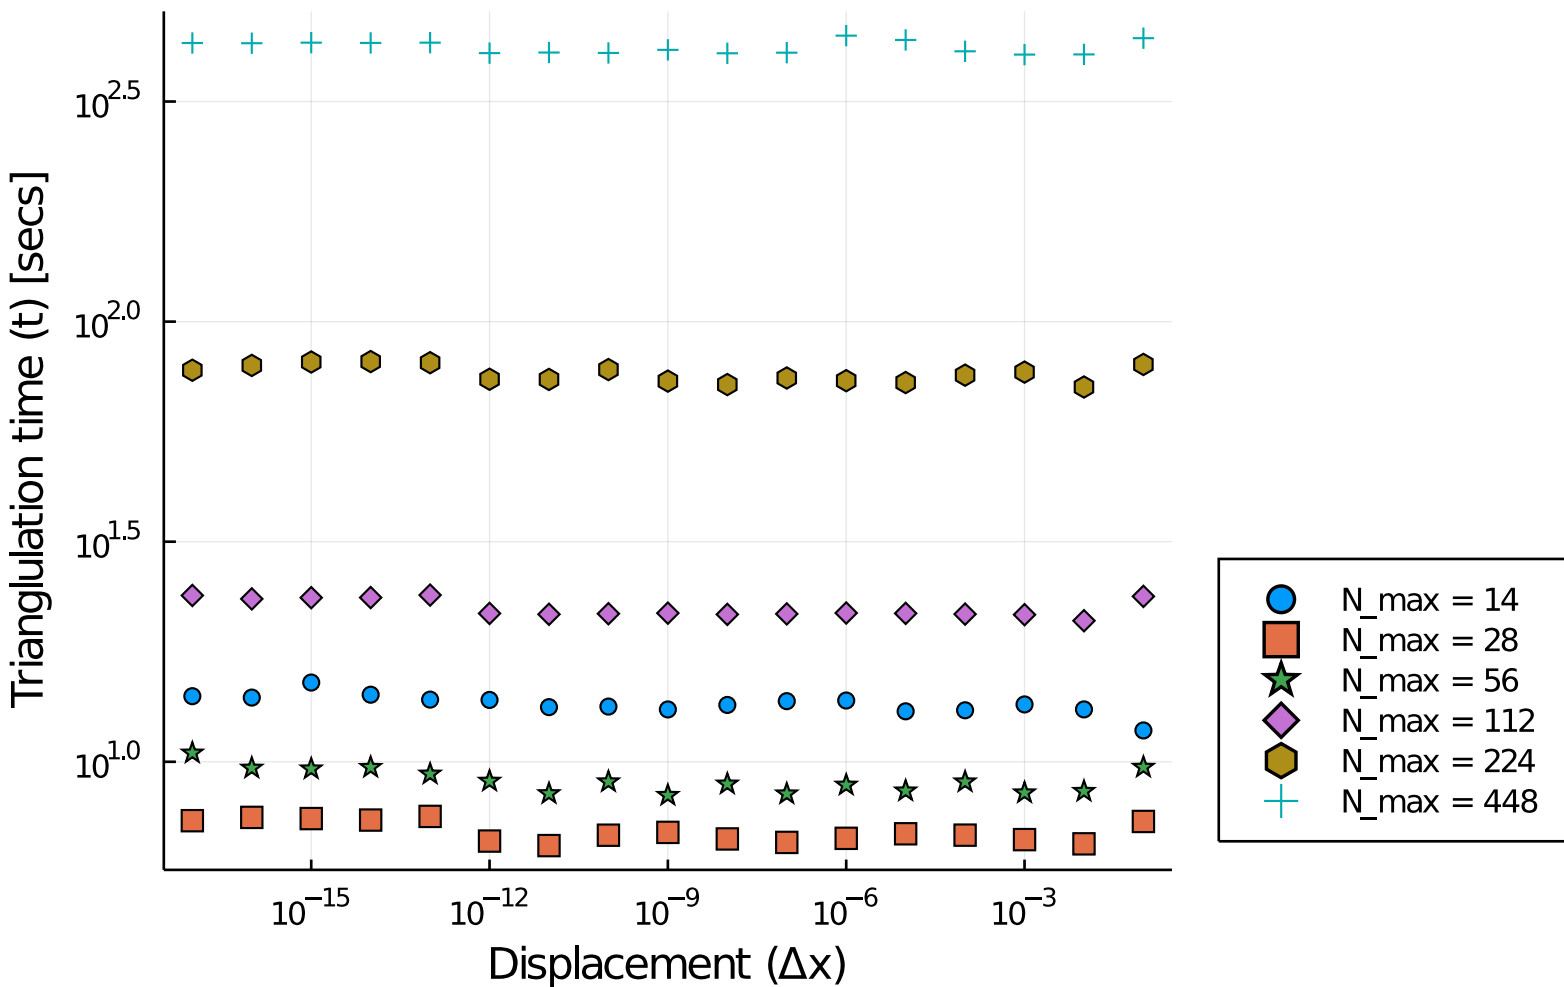 Trianglulation time (t) [secs]
10^2.5
10^2.0
10^1.5
10^1.0
10^−15 10^−12 10^−9 10^−6 10^−3
Displacement (Δx)
N_max = 14
N_max = 28
N_max = 56
N_max = 112
N_max = 224
N_max = 448